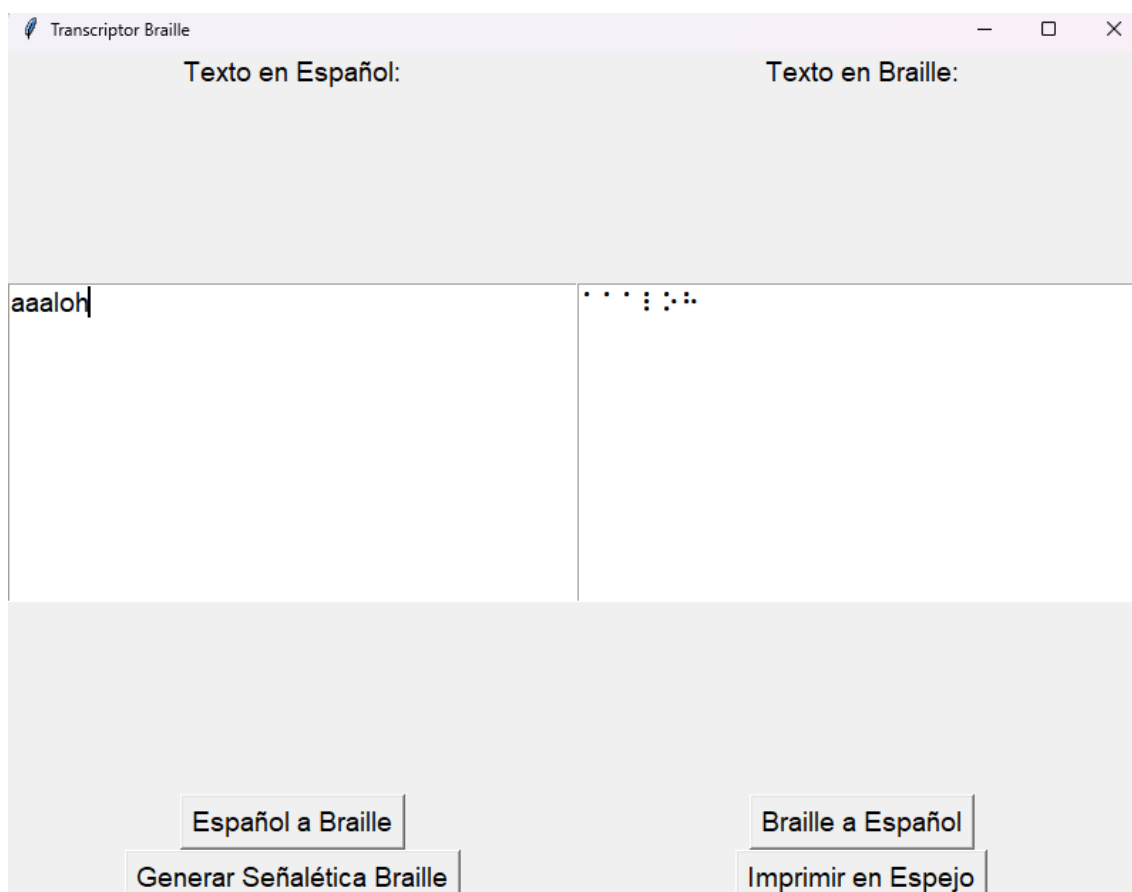 Transcriptor Braille
Texto en Español:
Texto en Braille:
aaaloh
⠁⠁⠁⠇⠕⠓
Español a Braille
Braille a Español
Generar Señalética Braille
Imprimir en Espejo